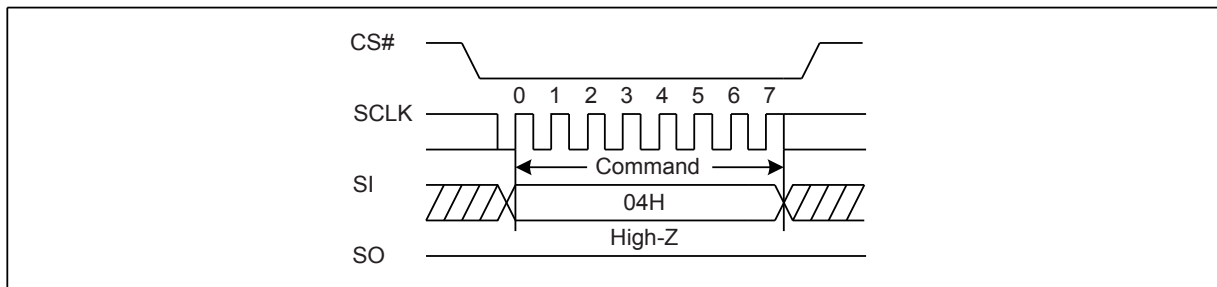 CS#
0 1 2 3 4 5 6 7
SCLK
Command
SI
04H
High-Z
SO